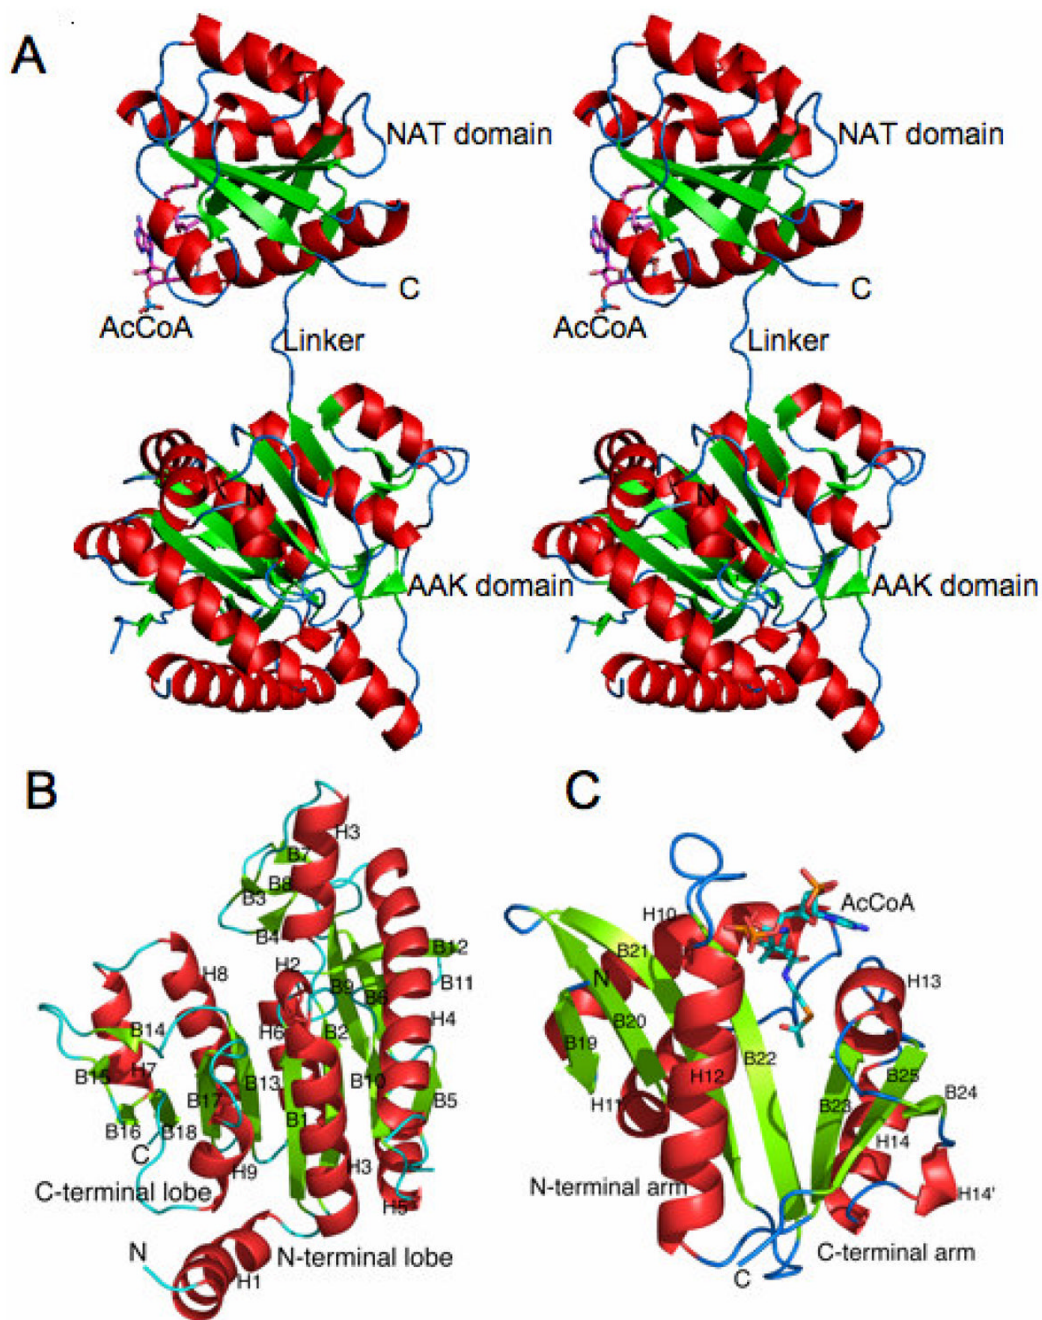 A
NAT domain
NAT domain
C
C
AcCoA
AcCoA
Linker
Linker
N
N
AAK domain
AAK domain
B
C
H3
B7
B8
B3
B4
B12
H2
B11
H8
B9
B6
H6
B2
H4
B14
B15
H7
B13
B10
B17
B5
B1
B16
B18
C
H9
H3
C-terminal lobe
H5
N
N-terminal lobe
H1
AcCoA
H10
B21
H13
N
B20
B19
B22
H12
B25
B24
H11
B23
H14
N-terminal arm
H14'
C-terminal arm
C